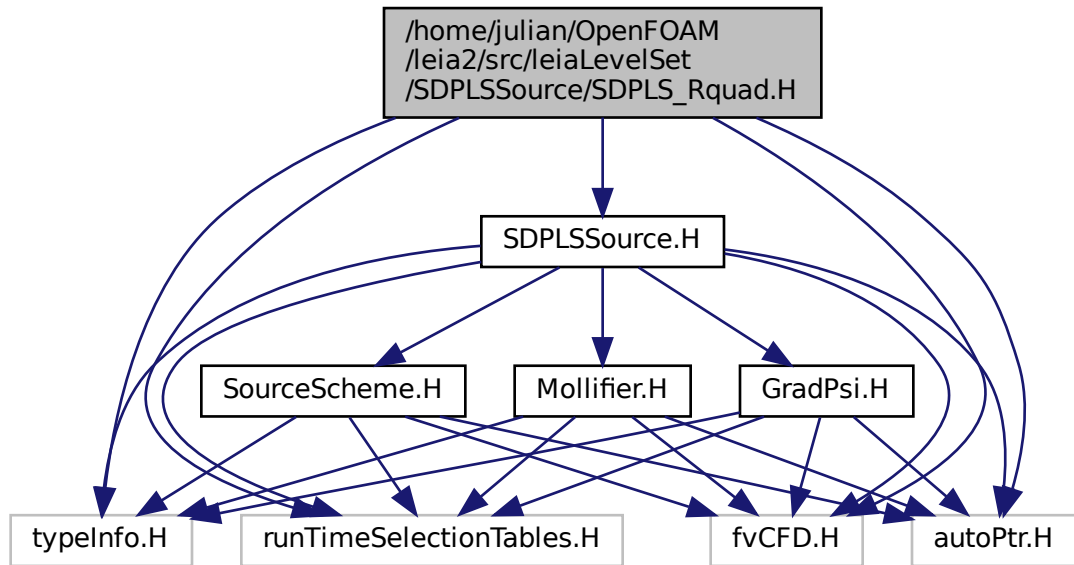 /home/julian/OpenFOAM
/leia2/src/leiaLevelSet
/SDPLSSource/SDPLS_Rquad.H
SDPLSSource.H
SourceScheme.H
Mollifier.H
GradPsi.H
typeInfo.H
runTimeSelectionTables.H
fvCFD.H
autoPtr.H